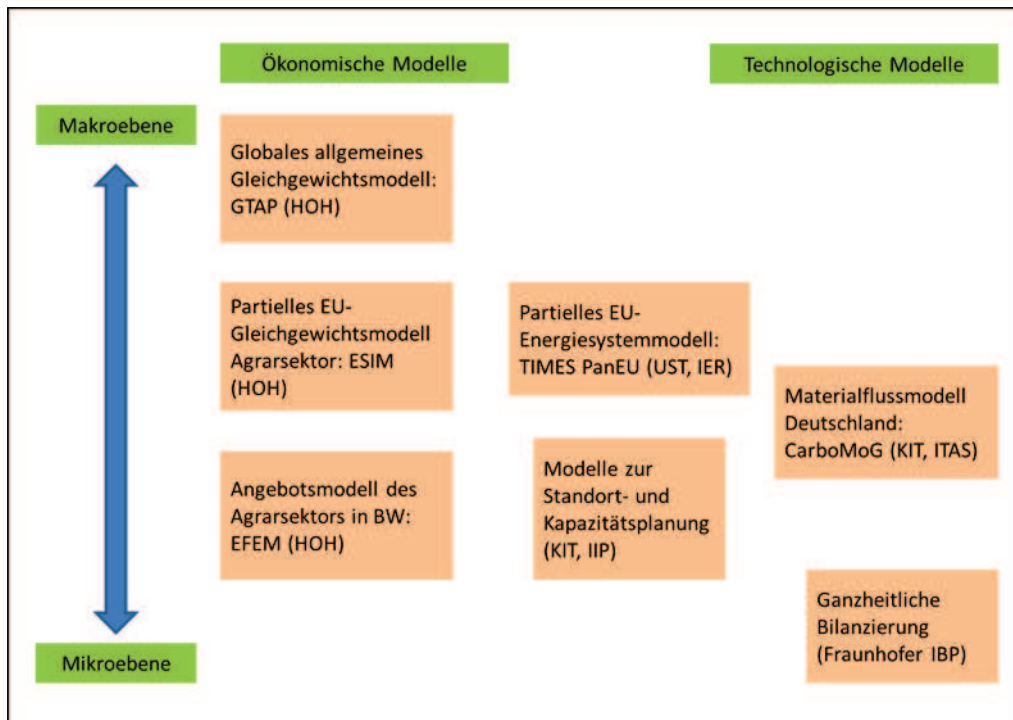 Ökonomische Modelle
Technologische Modelle
Makroebene
Globales allgemeines
Gleichgewichtsmodell:
GTAP (HOH)
Partielles EU-
Gleichgewichtsmodell
Agrarsektor: ESIM
(HOH)
Partielles EU-
Energiesystemmodell:
TIMES PanEU (UST, IER)
Materialflussmodell
Deutschland:
CarboMoG (KIT, ITAS)
Angebotsmodell des
Agrarsektors in BW:
EFEM (HOH)
Modelle zur
Standort- und
Kapazitätsplanung
(KIT, IIP)
Ganzheitliche
Bilanzierung
(Fraunhofer IBP)
Mikroebene